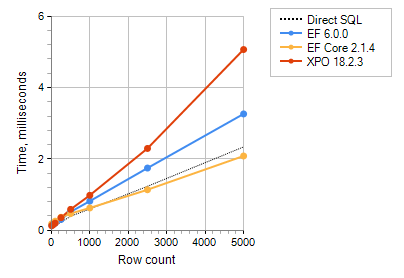 6
4
2
0
Time, milliseconds
0
1000
2000
3000
4000
5000
Row count
Direct SQL
EF 6.0.0
EF Core 2.1.4
XPO 18.2.3